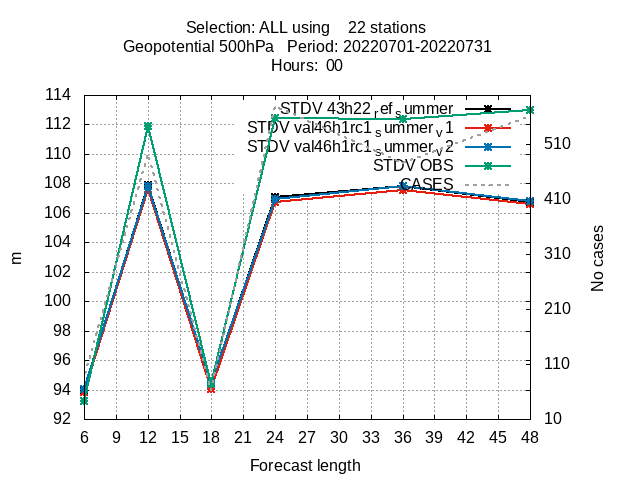 Selection: ALL using    22 stations
Geopotential 500hPa   Period: 20220701-20220731
Hours:  00
STDV 43h22_ref_summer
STDV val46h1rc1_summer_v1
STDV val46h1rc1_summer_v2
STDV OBS
CASES
114
112
110
108
106
104
102
100
98
96
94
92
m
510
410
310
210
110
10
No cases
6 9 12 15 18 21 24 27 30 33 36 39 42 45 48
Forecast length